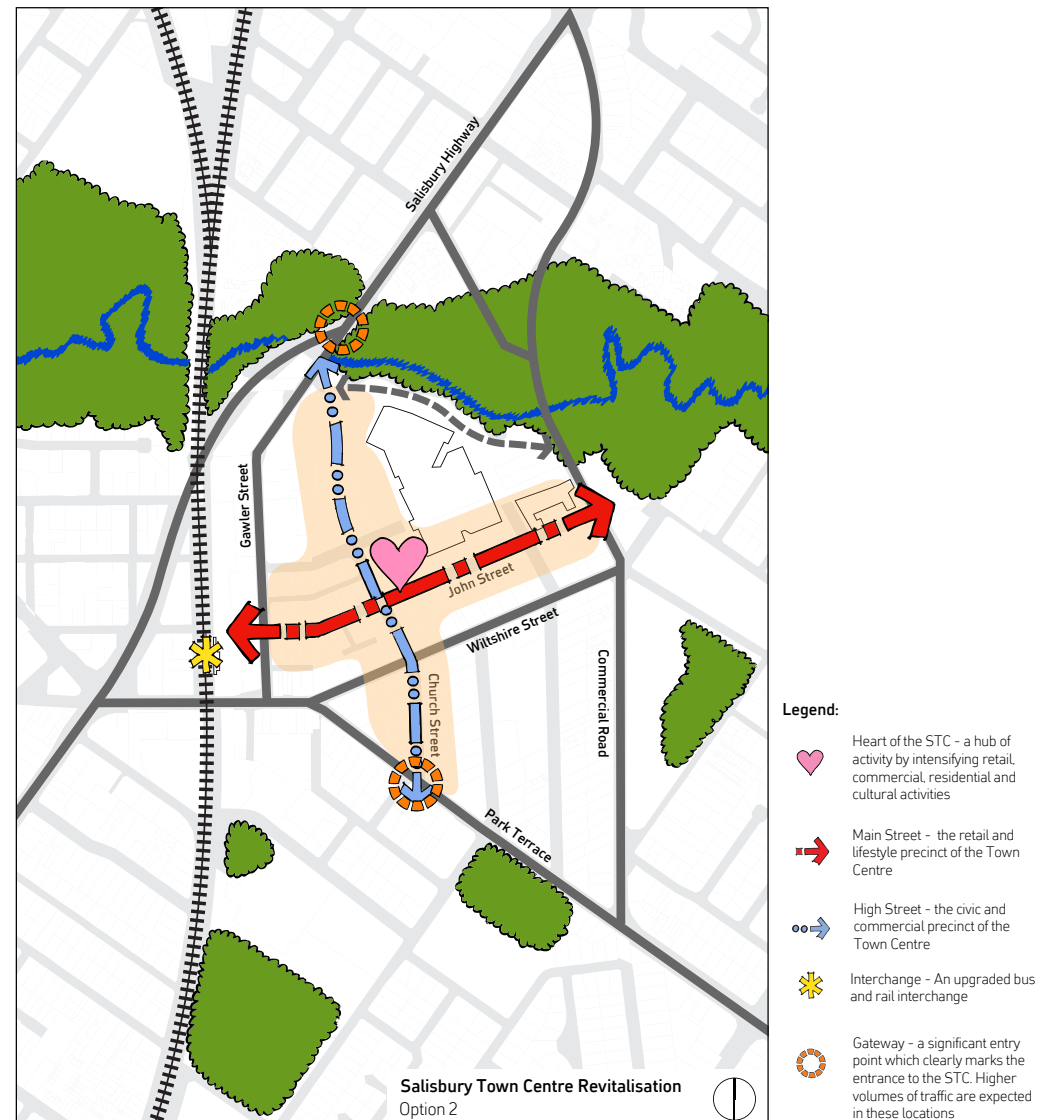 Salisbury Highway
Gawler Street
John Street
Wiltshire Street
Church Street
Commercial Road
Park Terrace
Salisbury Town Centre Revitalisation
Option 2
Legend:
Heart of the STC - a hub of
activity by intensifying retail,
commercial, residential and
cultural activities
Main Street - the retail and
lifestyle precinct of the Town
Centre
High Street - the civic and
commercial precinct of the
Town Centre
Interchange - An upgraded bus
and rail interchange
Gateway - a significant entry
point which clearly marks the
entrance to the STC. Higher
volumes of traffic are expected
in these locations